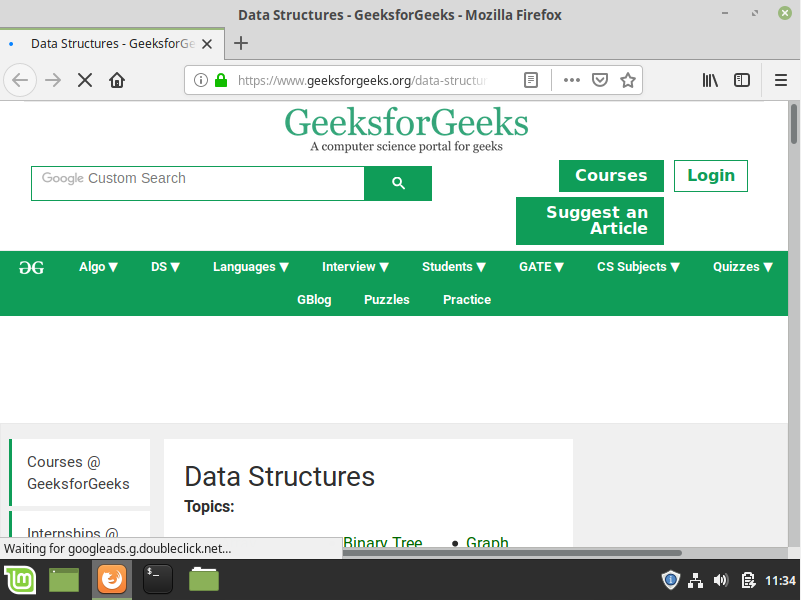 Data Structures - GeeksforGeeks - Mozilla Firefox
Data Structures - GeeksforGe
https://www.geeksforgeeks.org/data-structur
GeeksforGeeks
A computer science portal for geeks
Google Custom Search
Courses
Login
Suggest an
Article
Algo ▼ DS ▼ Languages ▼ Interview ▼ Students ▼ GATE ▼ CS Subjects ▼ Quizzes ▼
GBlog Puzzles Practice
Courses @
GeeksforGeeks
Data Structures
Topics:
Internships @
Binary Tree
Graph
Waiting for googleads.g.doubleclick.net...
11:34